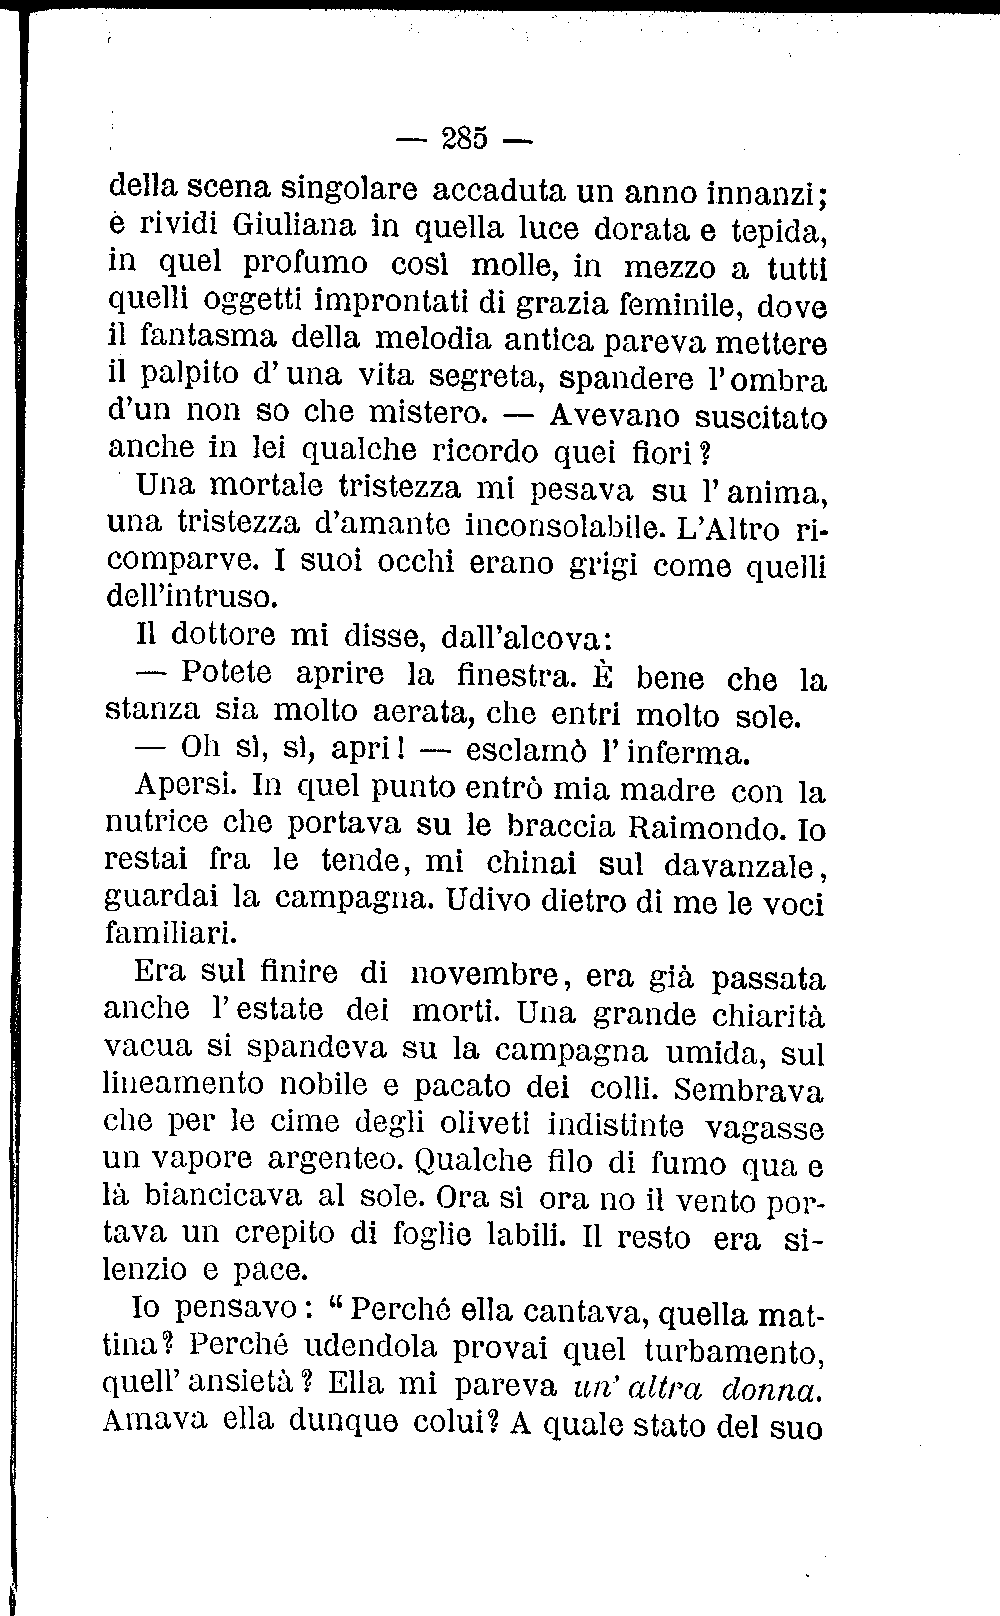 — 285 —
della scena singolare accaduta un anno innanzi;
e rividi Giuliana in quella luce dorata e tepida,
in quel profumo così molle, in mezzo a tutti
quelli oggetti improntati di grazia feminile, dove
il fantasma della melodia antica pareva mettere
il palpito d' una vita segreta, spandere l' ombra
d'un non so che mistero. — Avevano suscitato
anche in lei qualche ricordo quei fiori?
Una mortale tristezza mi pesava su l' anima,
una tristezza d'amante inconsolabile. L'Altro ri-
comparve. I suoi occhi erano grigi come quelli
dell'intruso.
Il dottore mi disse, dall'alcova:
— Potete aprire la finestra. È bene che la
stanza sia molto aerata, che entri molto sole.
— Oh sì, sì, apri! — esclamò l' inferma.
Apersi. In quel punto entrò mia madre con la
nutrice che portava su le braccia Raimondo. Io
restai fra le tende, mi chinai sul davanzale,
guardai la campagna. Udivo dietro di me le voci
familiari.
Era sul finire di novembre, era già passata
anche l' estate dei morti. Una grande chiarità
vacua si spandeva su la campagna umida, sul
lineamento nobile e pacato dei colli. Sembrava
che per le cime degli oliveti indistinte vagasse
un vapore argenteo. Qualche filo di fumo qua e
là biancicava al sole. Ora sì ora no il vento por-
tava un crepito di foglie labili. Il resto era si-
lenzio e pace.
Io pensavo: “ Perché ella cantava, quella mat-
tina? Perché udendola provai quel turbamento,
quell' ansietà? Ella mi pareva un' altra donna.
Amava ella dunque colui? A quale stato del suo